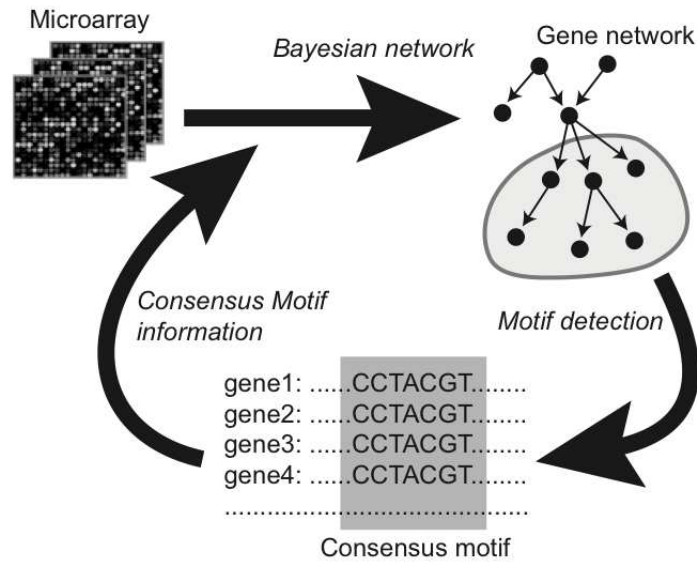 Microarray
Bayesian network
Gene network
Consensus Motif
information
Motif detection
gene1: ......CCTACGT........
gene2: ......CCTACGT........
gene3: ......CCTACGT........
gene4: ......CCTACGT........
..........................................
Consensus motif